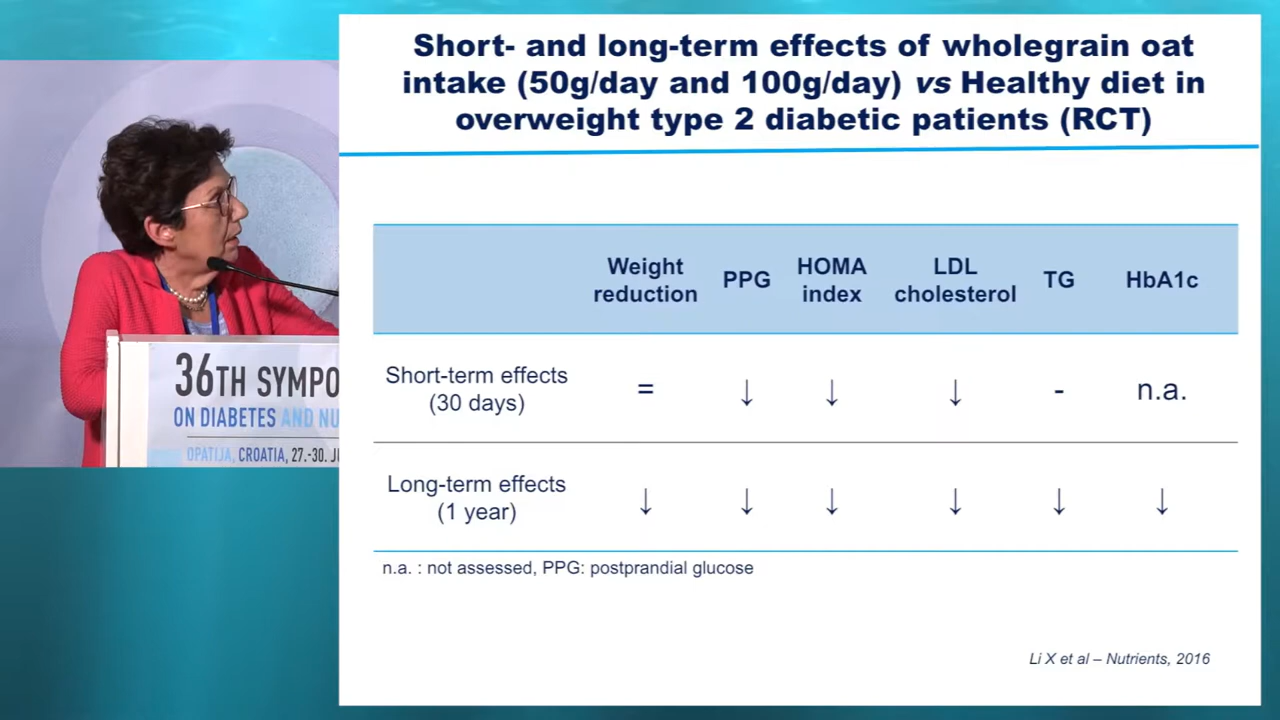 Short- and long-term effects of wholegrain oat
intake (50g/day and 100g/day) vs Healthy diet in
overweight type 2 diabetic patients (RCT)
Weight reduction PPG HOMA index LDL cholesterol TG HbA1c
Short-term effects (30 days) = ↓ ↓ ↓ - n.a.
Long-term effects (1 year) ↓ ↓ ↓ ↓ ↓ ↓
n.a. : not assessed, PPG: postprandial glucose
Li X et al – Nutrients, 2016
36TH SYMPO
ON DIABETES AND NU
OPATIJA, CROATIA, 27.-30. J